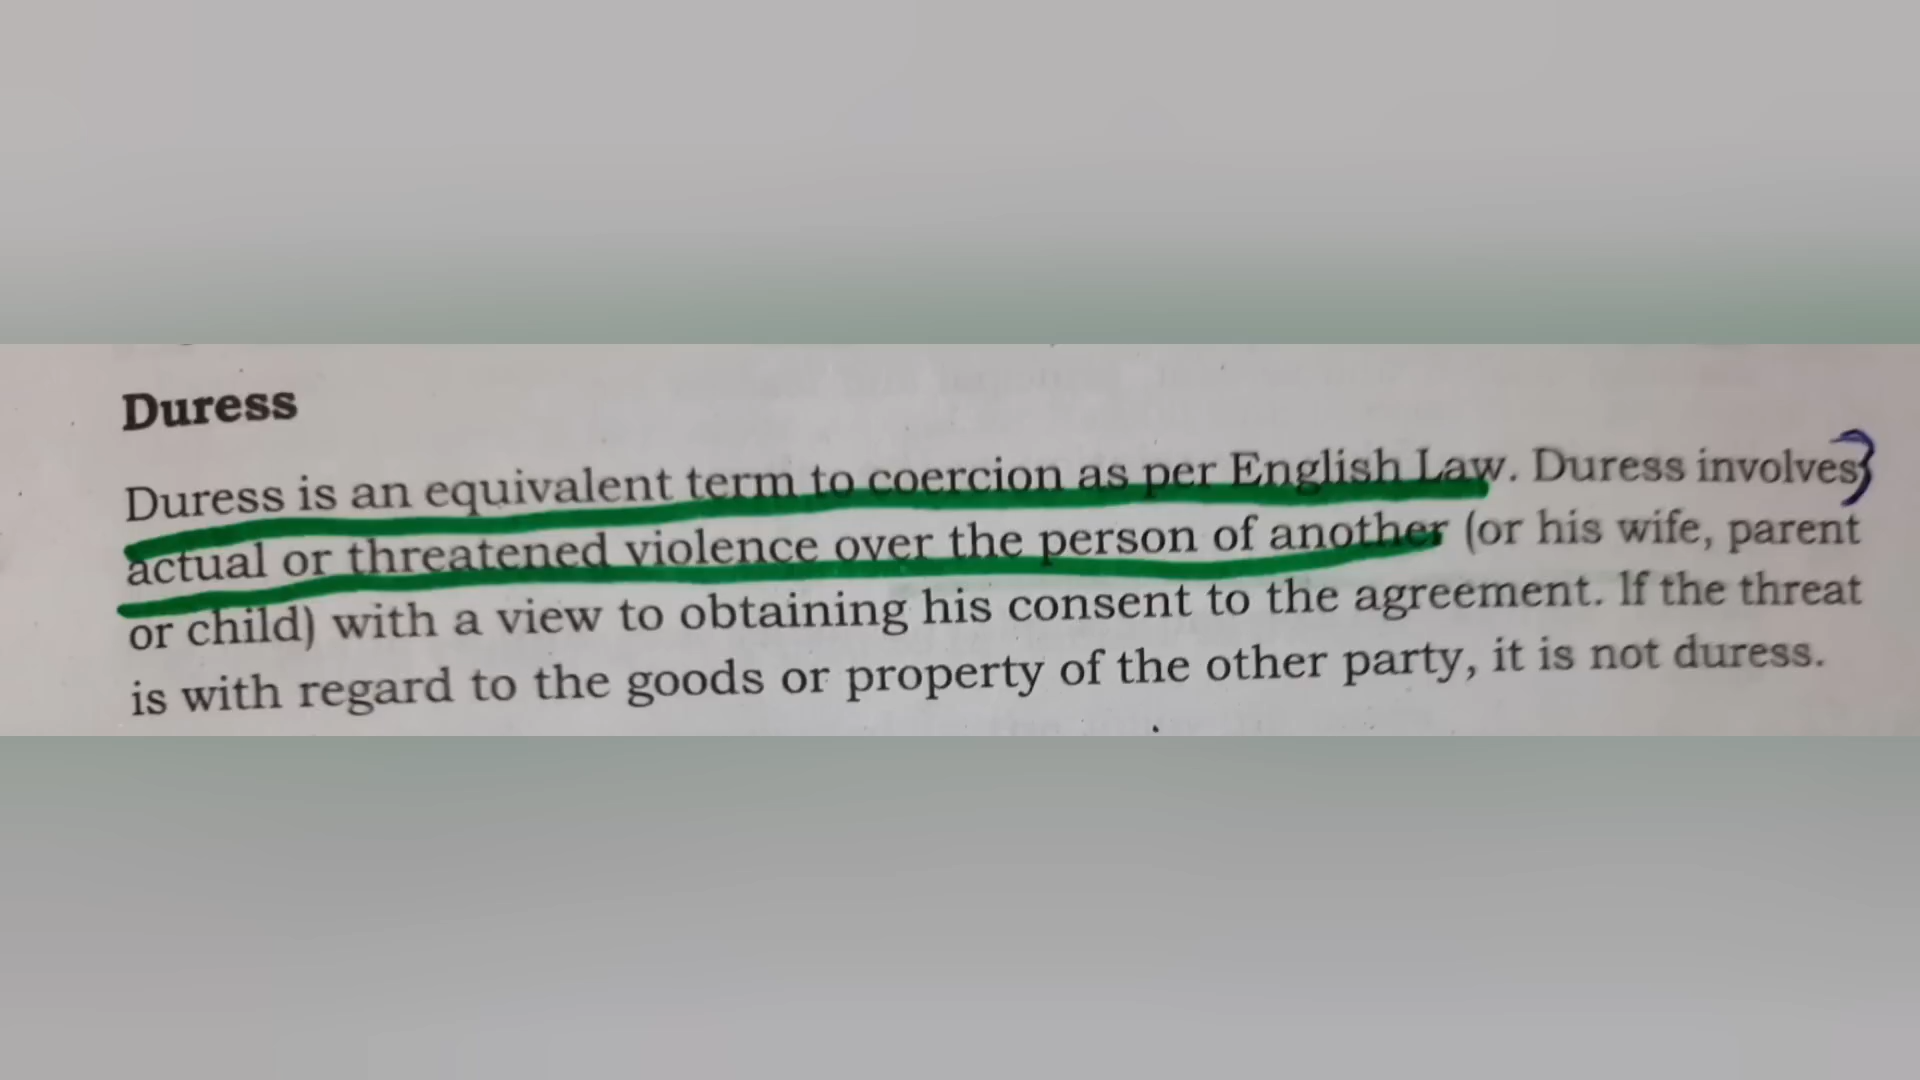 Duress
Duress is an equivalent term to coercion as per English Law. Duress involves
actual or threatened violence over the person of another (or his wife, parent
or child) with a view to obtaining his consent to the agreement. If the threat
is with regard to the goods or property of the other party, it is not duress.